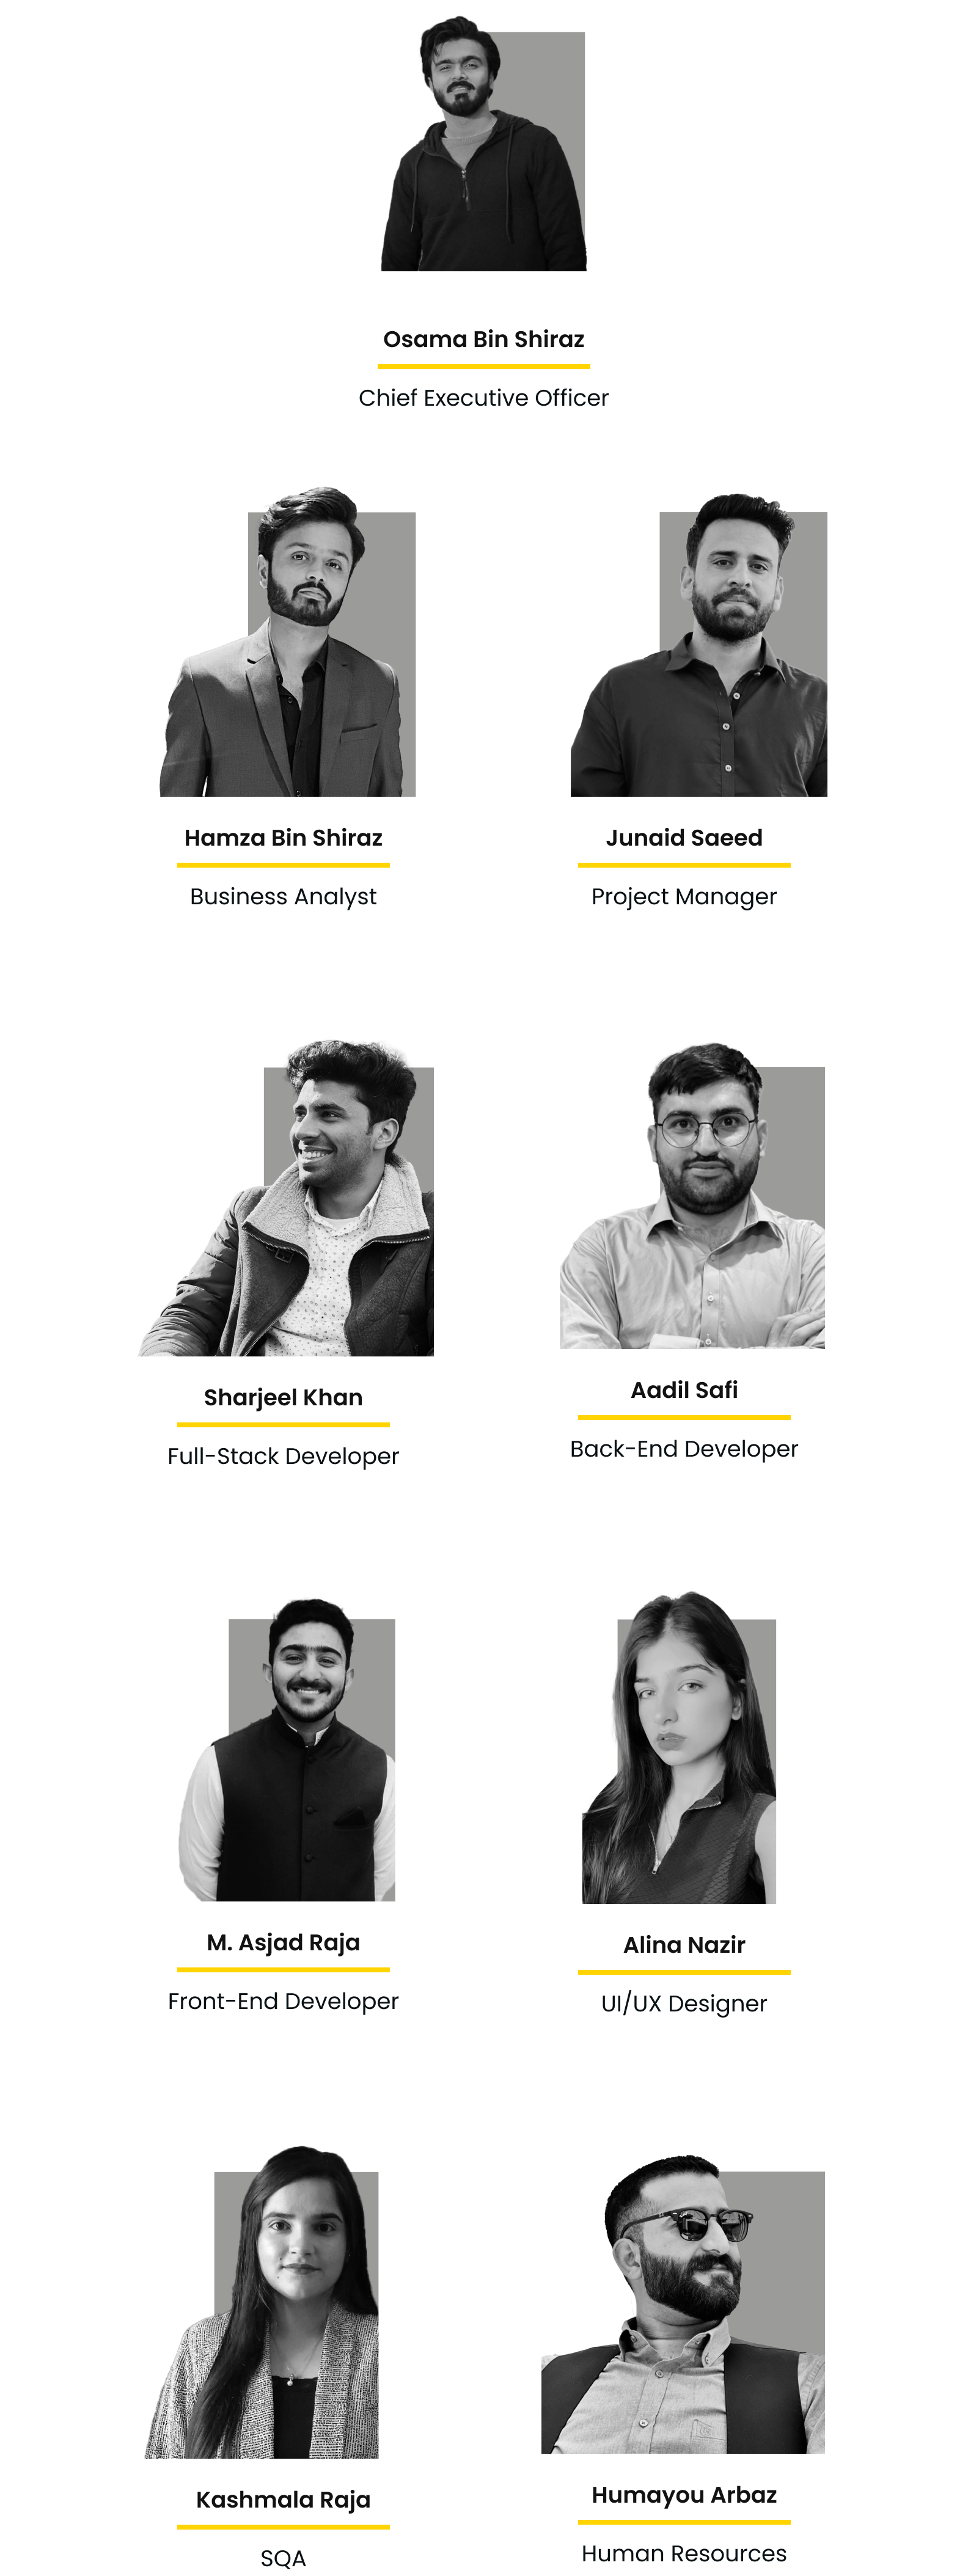 Osama Bin Shiraz
Chief Executive Officer
Hamza Bin Shiraz
Business Analyst
Junaid Saeed
Project Manager
Sharjeel Khan
Full-Stack Developer
Aadil Safi
Back-End Developer
M. Asjad Raja
Front-End Developer
Alina Nazir
UI/UX Designer
Kashmala Raja
SQA
Humayou Arbaz
Human Resources